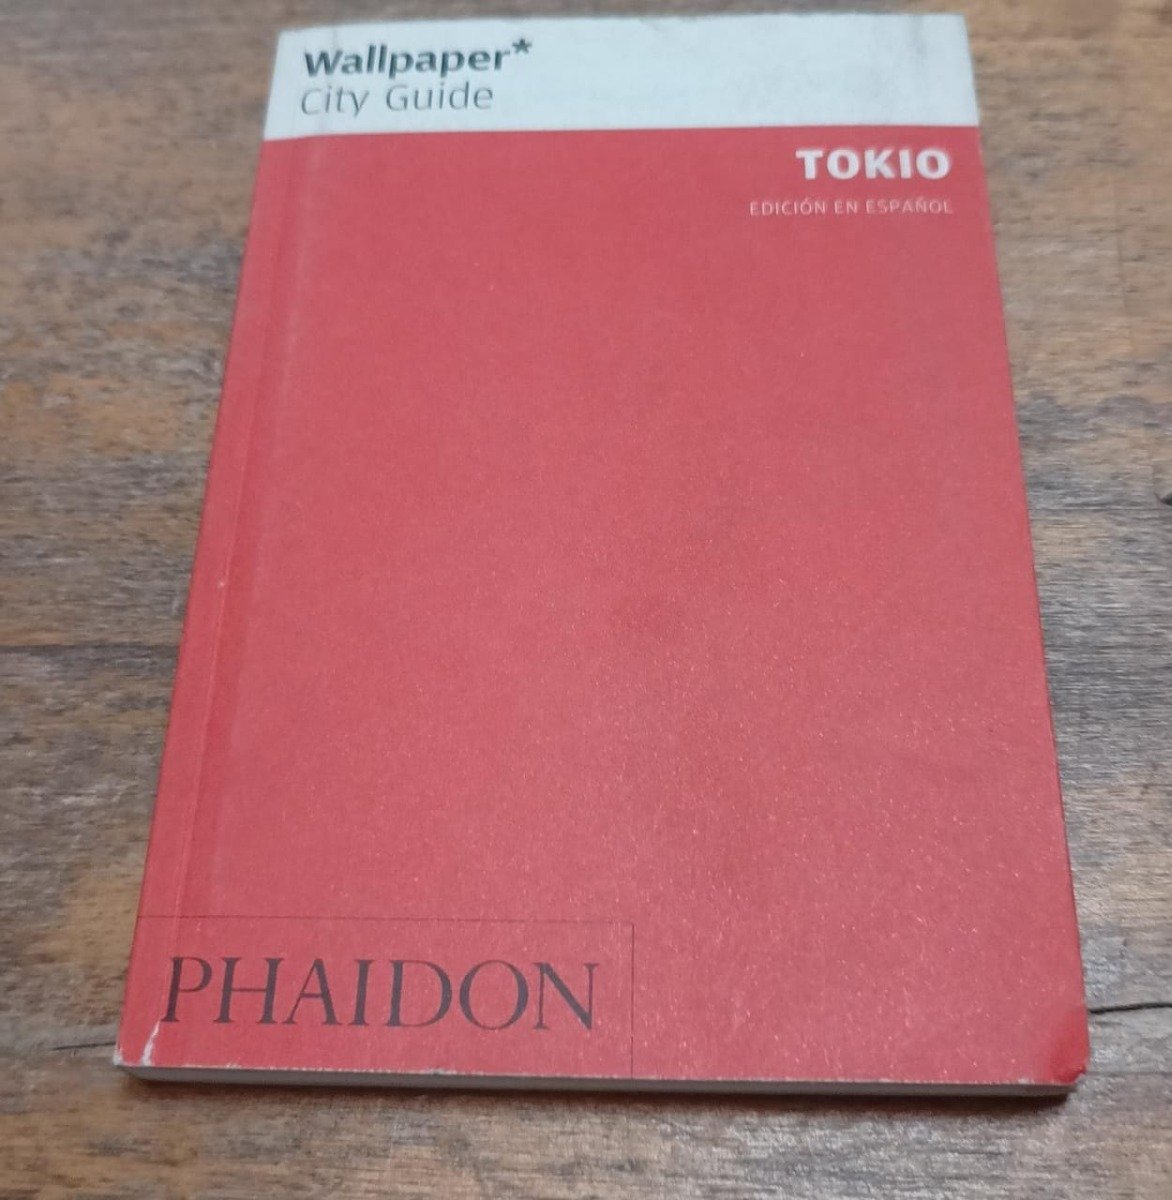 Wallpaper*
City Guide
TOKIO
EDICIÓN EN ESPAÑOL
PHAIDON